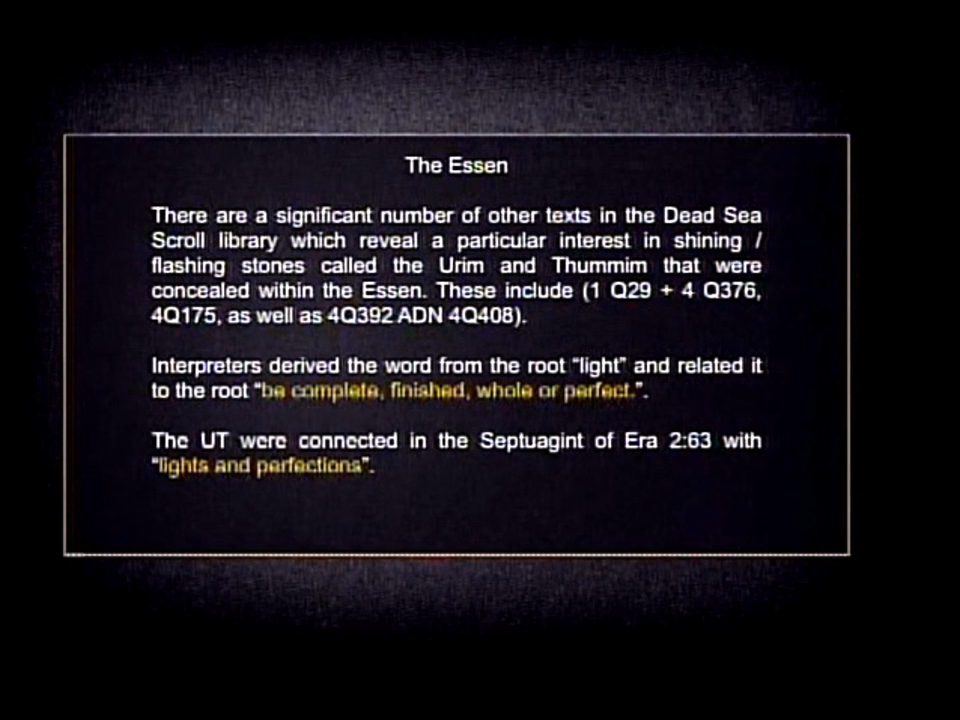 The Essen
There are a significant number of other texts in the Dead Sea
Scroll library which reveal a particular interest in shining /
flashing stones called the Urim and Thummim that were
concealed within the Essen. These include (1 Q29 + 4 Q376,
4Q175, as well as 4Q392 ADN 4Q408).
Interpreters derived the word from the root “light” and related it
to the root “be complete, finished, whole or perfect.”.
The UT were connected in the Septuagint of Era 2:63 with
“lights and perfections”.